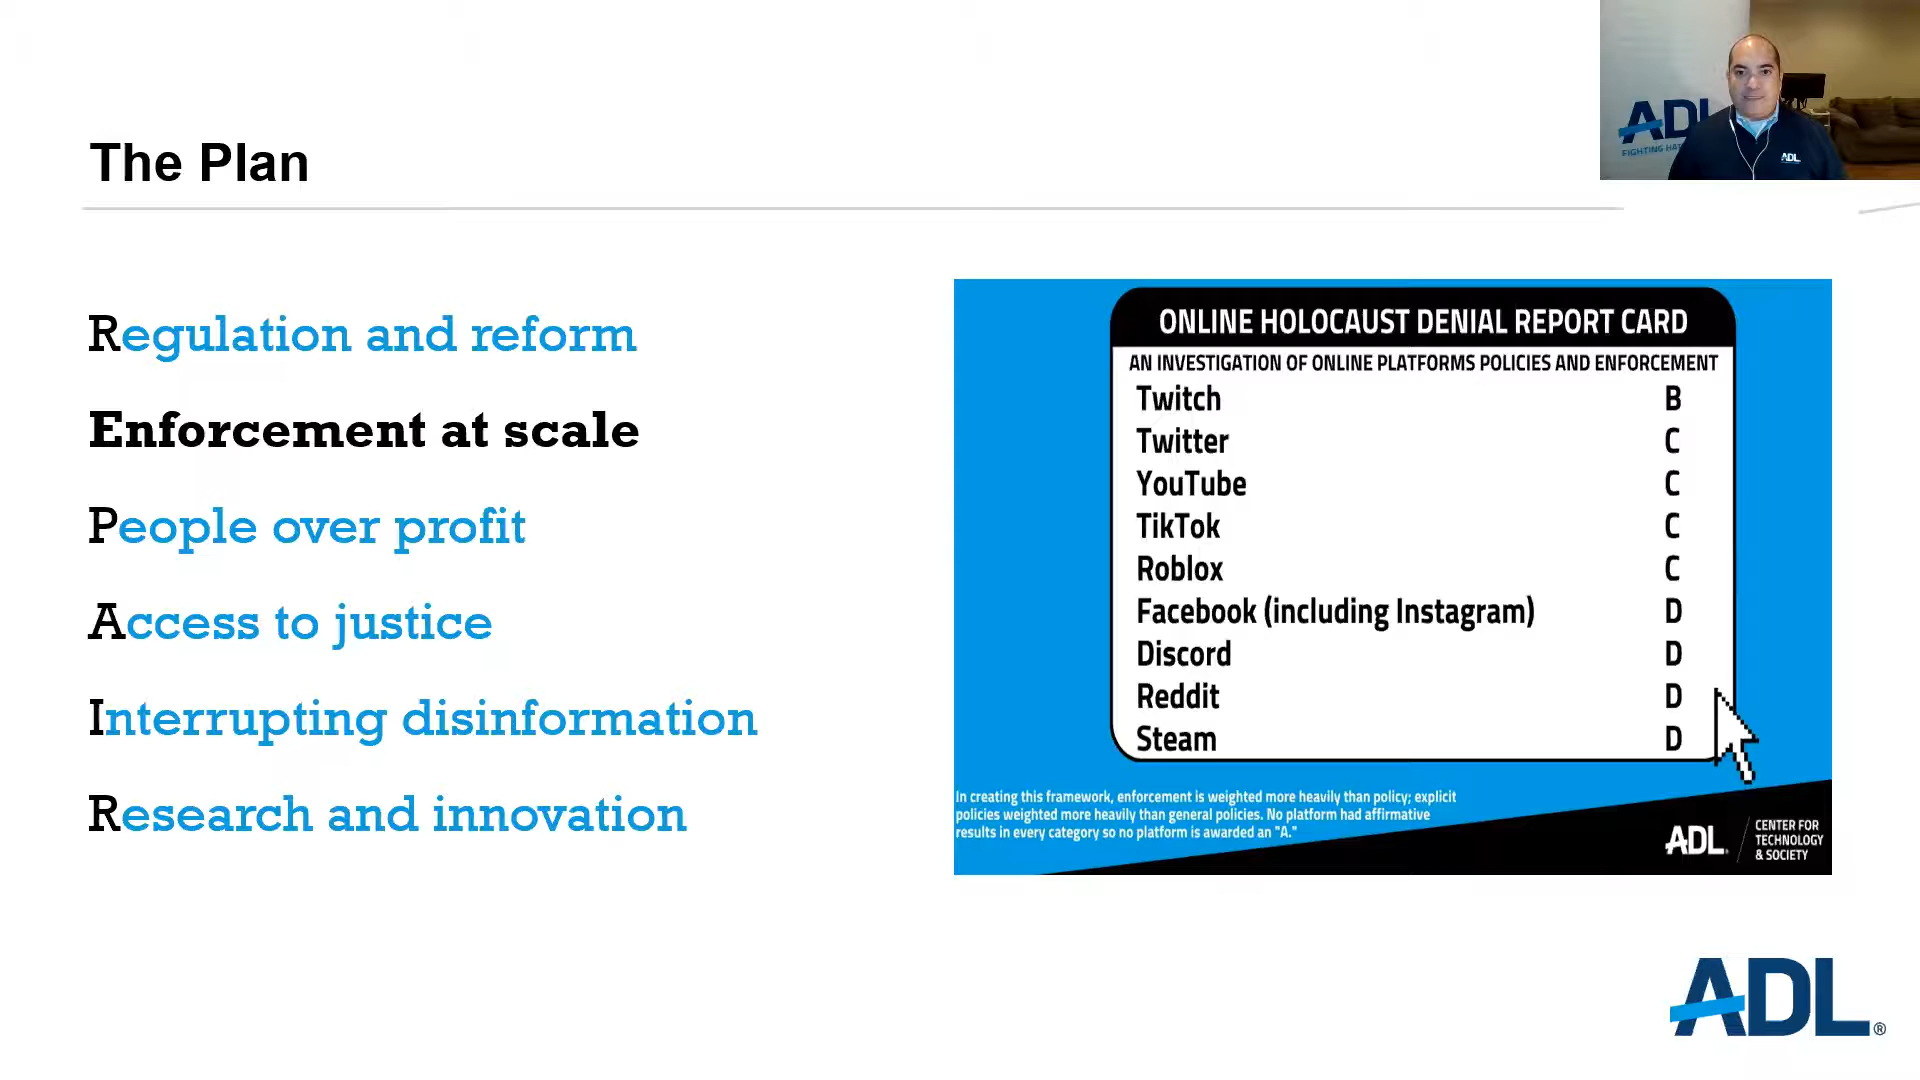 The Plan
Regulation and reform
Enforcement at scale
People over profit
Access to justice
Interrupting disinformation
Research and innovation
ONLINE HOLOCAUST DENIAL REPORT CARD
AN INVESTIGATION OF ONLINE PLATFORMS POLICIES AND ENFORCEMENT
Twitch B
Twitter C
YouTube C
TikTok C
Roblox C
Facebook (including Instagram) D
Discord D
Reddit D
Steam D
In creating this framework, enforcement is weighted more heavily than policy; explicit
policies weighted more heavily than general policies. No platform had affirmative
results in every category so no platform is awarded an "A."
ADL
CENTER FOR
TECHNOLOGY
& SOCIETY
ADL®
ADL
FIGHTING HA
ADL